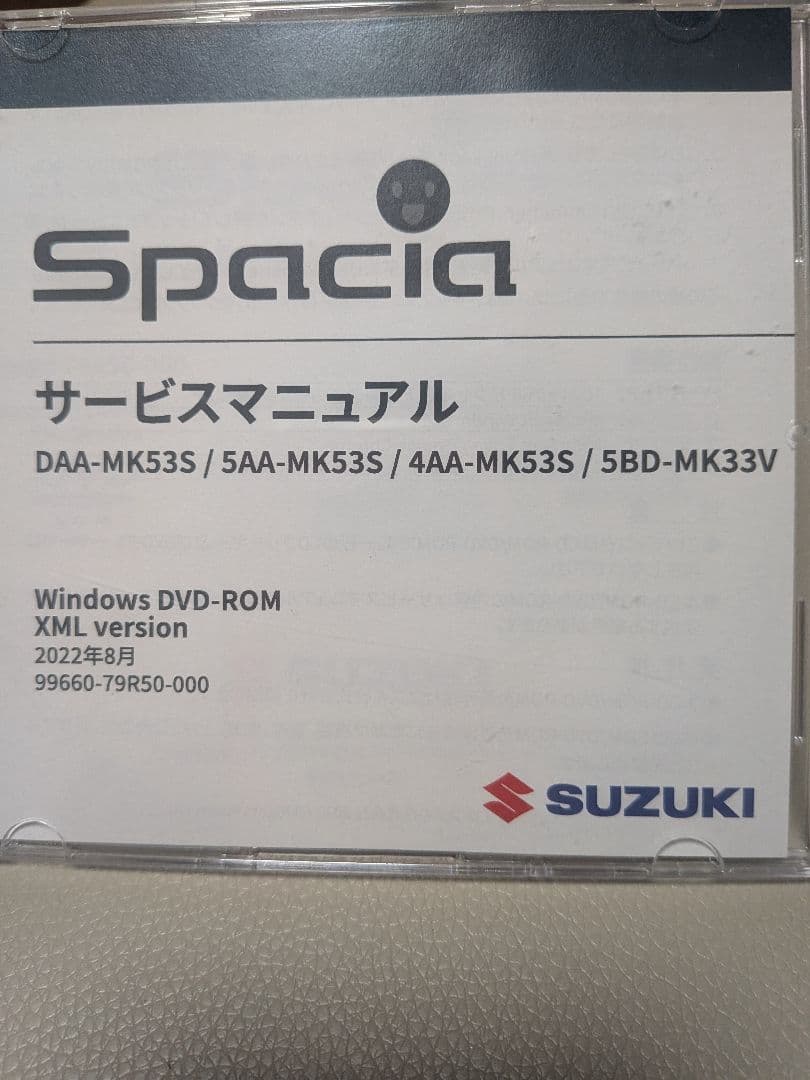 Spacia
サービスマニュアル
DAA-MK53S / 5AA-MK53S / 4AA-MK53S / 5BD-MK33V
Windows DVD-ROM
XML version
2022年8月
99660-79R50-000
SUZUKI